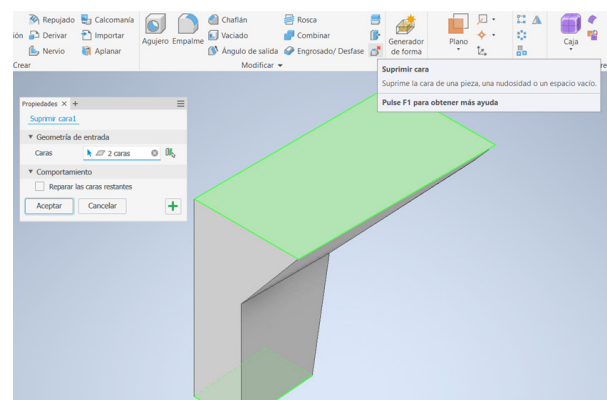 Repujado Calcomanía Chaflán Rosca
ión Derivar Importar Agujero Empalme Vaciado Combinar Generador de forma Plano Caja
Nervio Aplanar Ángulo de salida Engrosado/ Desfase
Crear Modificar
Suprimir cara
Suprime la cara de una pieza, una nudosidad o un espacio vacío.
Pulse F1 para obtener más ayuda
Propiedades × +
Suprimir cara1
Geometría de entrada
Caras 2 caras
Comportamiento
Reparar las caras restantes
Aceptar Cancelar